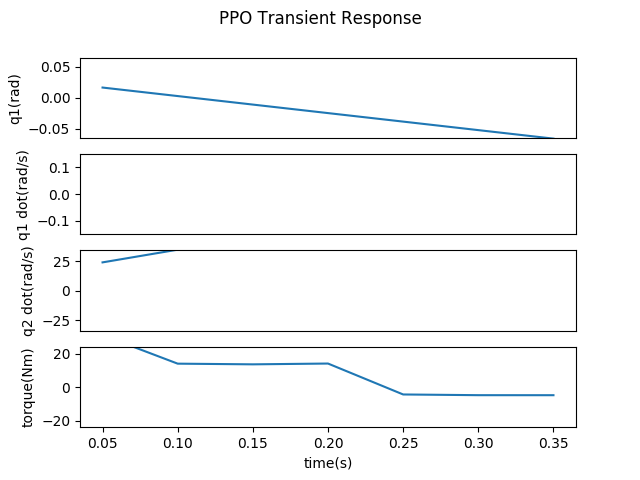 PPO Transient Response
q1(rad)
0.05
0.00
−0.05
q1 dot(rad/s)
0.1
0.0
−0.1
q2 dot(rad/s)
25
0
−25
torque(Nm)
20
0
−20
0.05 0.10 0.15 0.20 0.25 0.30 0.35
time(s)